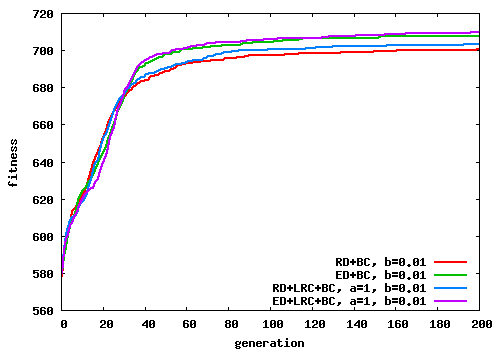 720
700
680
660
640
620
600
580
560
fitness
RD+BC, b=0.01
ED+BC, b=0.01
RD+LRC+BC, a=1, b=0.01
ED+LRC+BC, a=1, b=0.01
0 20 40 60 80 100 120 140 160 180 200
generation